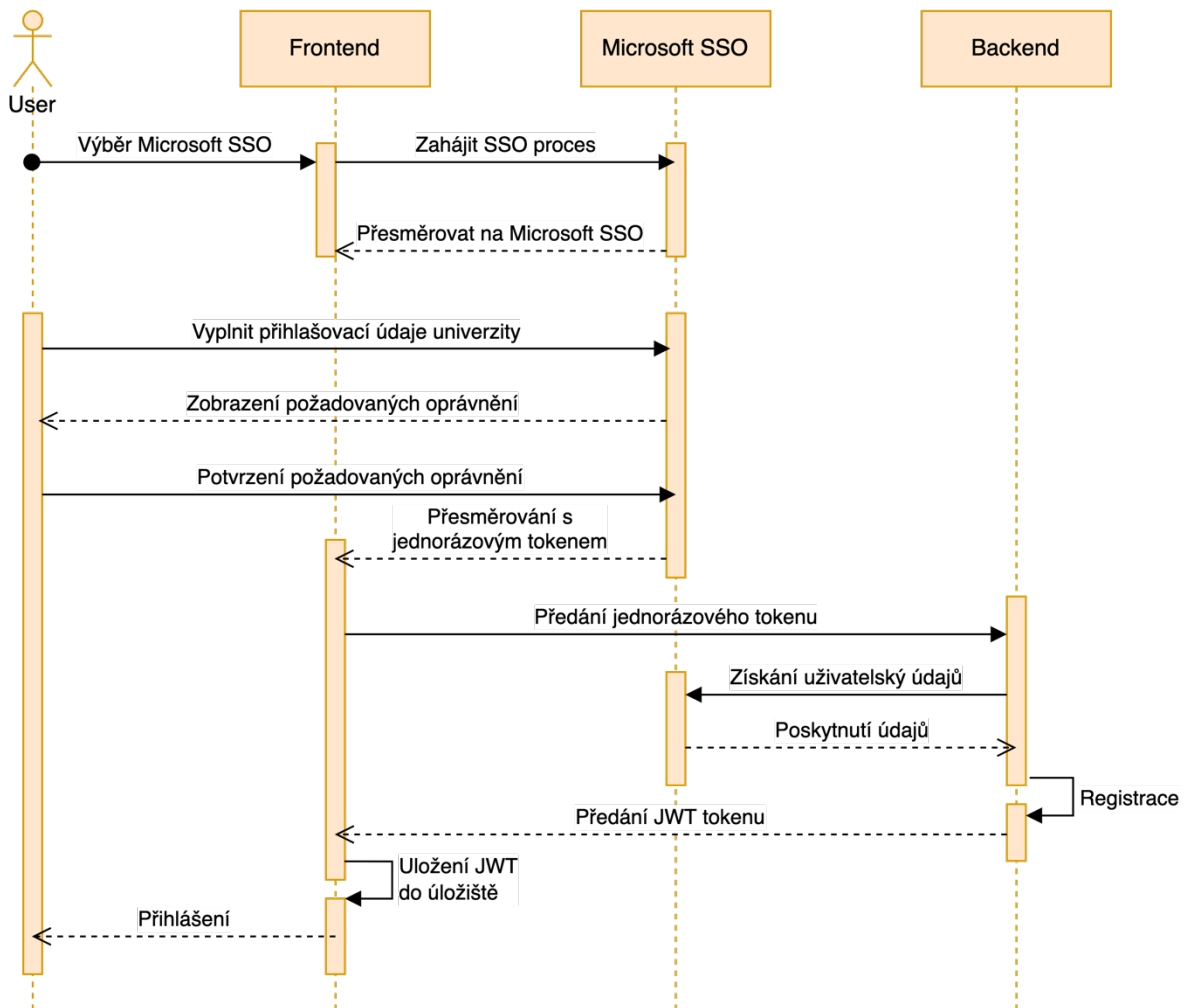 Frontend
Microsoft SSO
Backend
User
Výběr Microsoft SSO
Zahájit SSO proces
Přesměrovat na Microsoft SSO
Vyplnit přihlašovací údaje univerzity
Zobrazení požadovaných oprávnění
Potvrzení požadovaných oprávnění
Přesměrování s
jednorázovým tokenem
Předání jednorázového tokenu
Získání uživatelský údajů
Poskytnutí údajů
Registrace
Předání JWT tokenu
Uložení JWT
do úložiště
Přihlášení